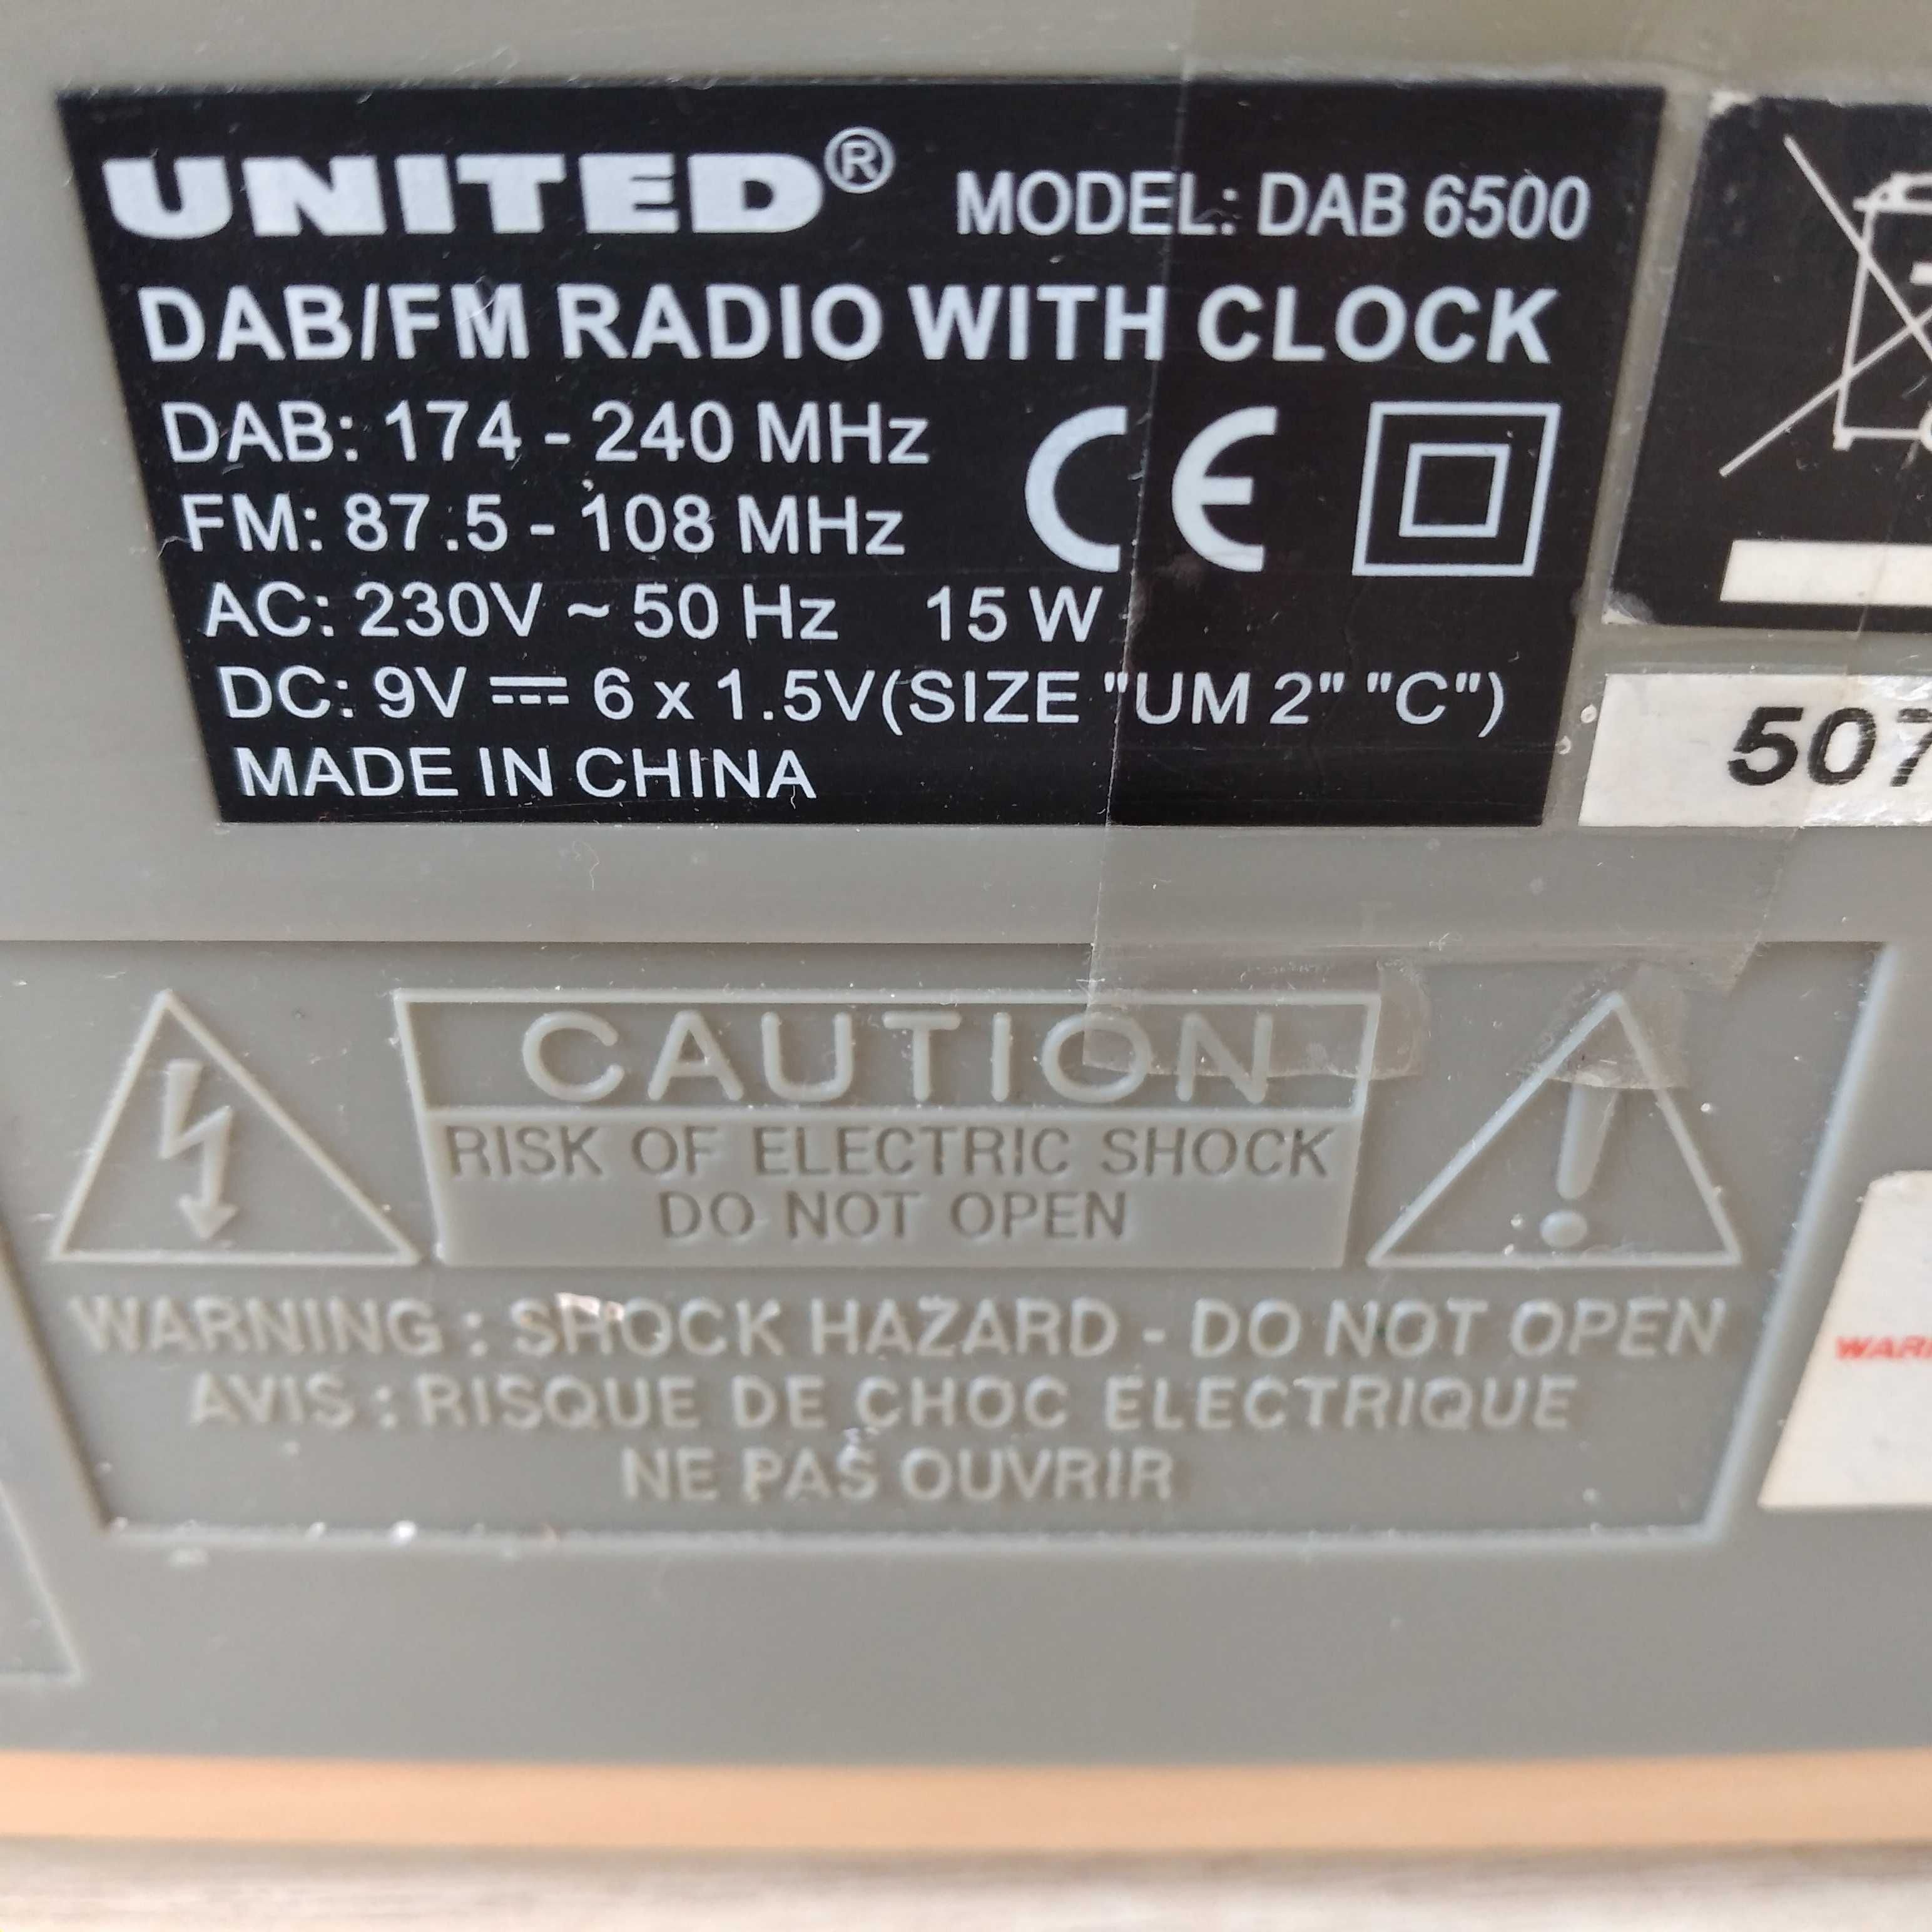 UNITED® MODEL: DAB 6500
DAB/FM RADIO WITH CLOCK
DAB: 174 - 240 MHz
FM: 87.5 - 108 MHz
CE
AC: 230V ~ 50 Hz 15 W
DC: 9V ⎓ 6 x 1.5V(SIZE "UM 2" "C")
MADE IN CHINA
507
CAUTION
RISK OF ELECTRIC SHOCK
DO NOT OPEN
WARNING : SHOCK HAZARD - DO NOT OPEN
AVIS : RISQUE DE CHOC ELECTRIQUE
NE PAS OUVRIR